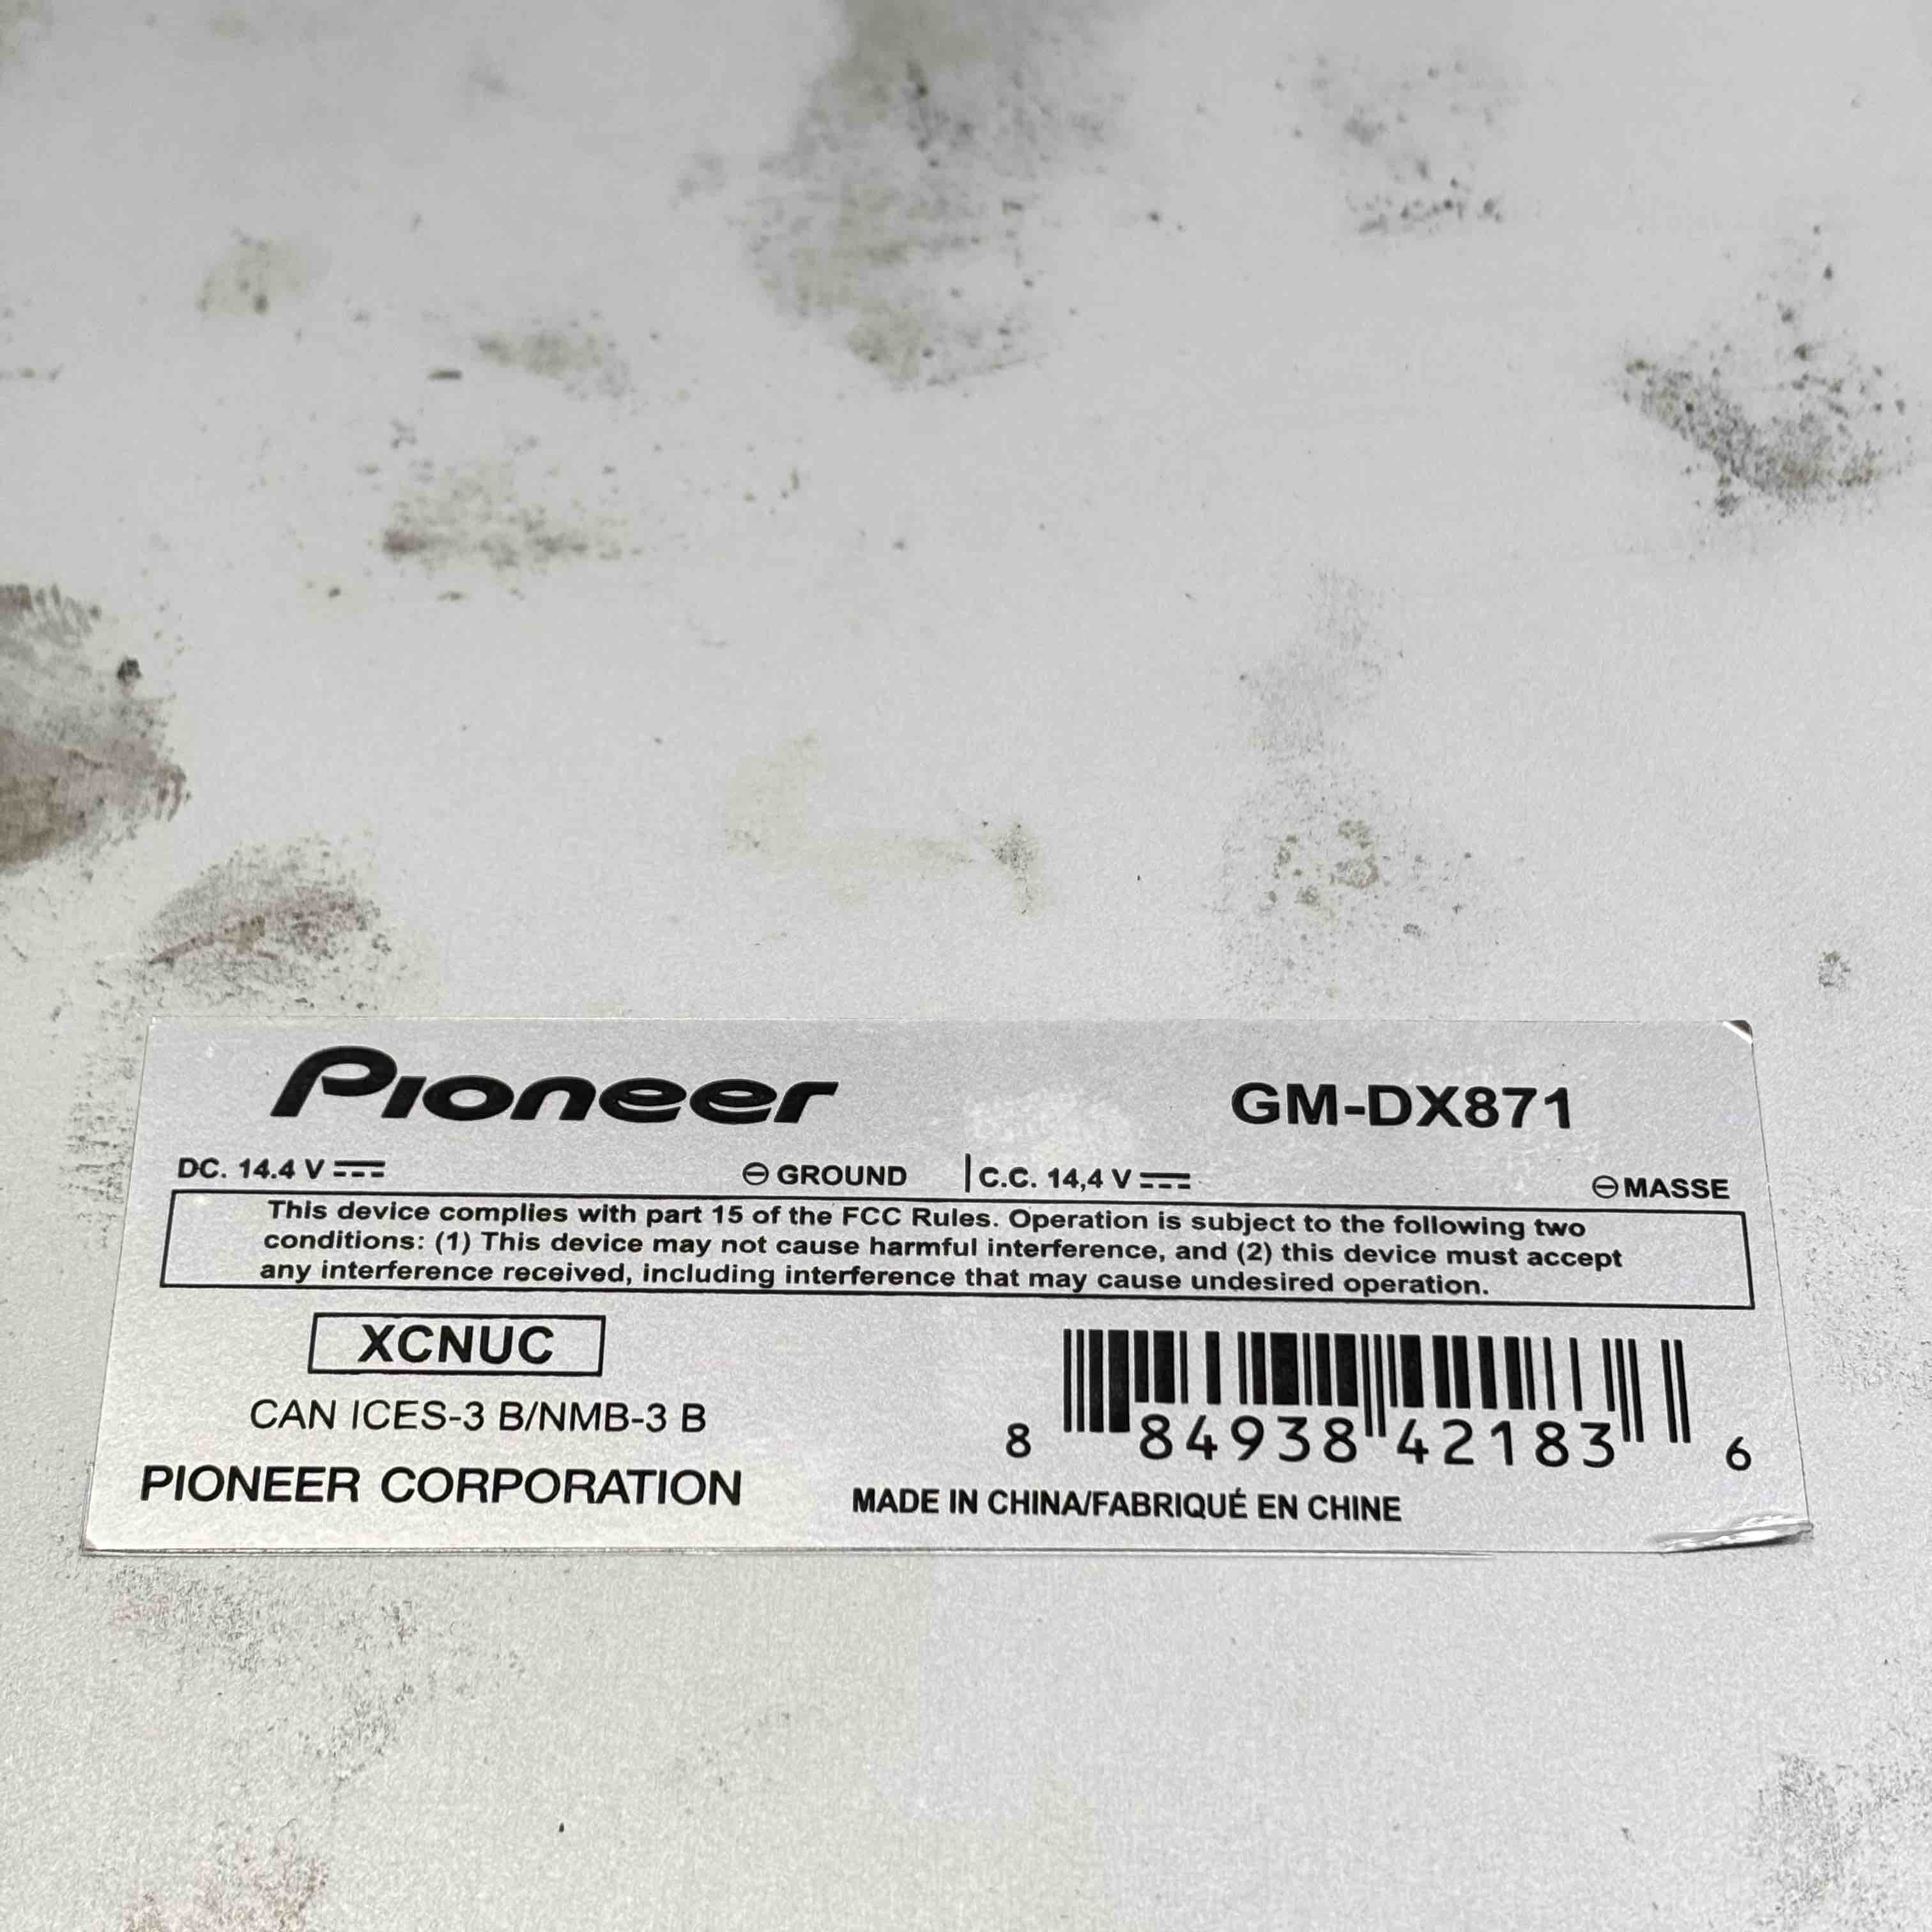 Pioneer GM-DX871
DC. 14.4 V ⎓ ⊖ GROUND | C.C. 14,4 V ⎓ ⊖ MASSE
This device complies with part 15 of the FCC Rules. Operation is subject to the following two
conditions: (1) This device may not cause harmful interference, and (2) this device must accept
any interference received, including interference that may cause undesired operation.
XCNUC
CAN ICES-3 B/NMB-3 B
8 84938 42183 6
PIONEER CORPORATION
MADE IN CHINA/FABRIQUÉ EN CHINE